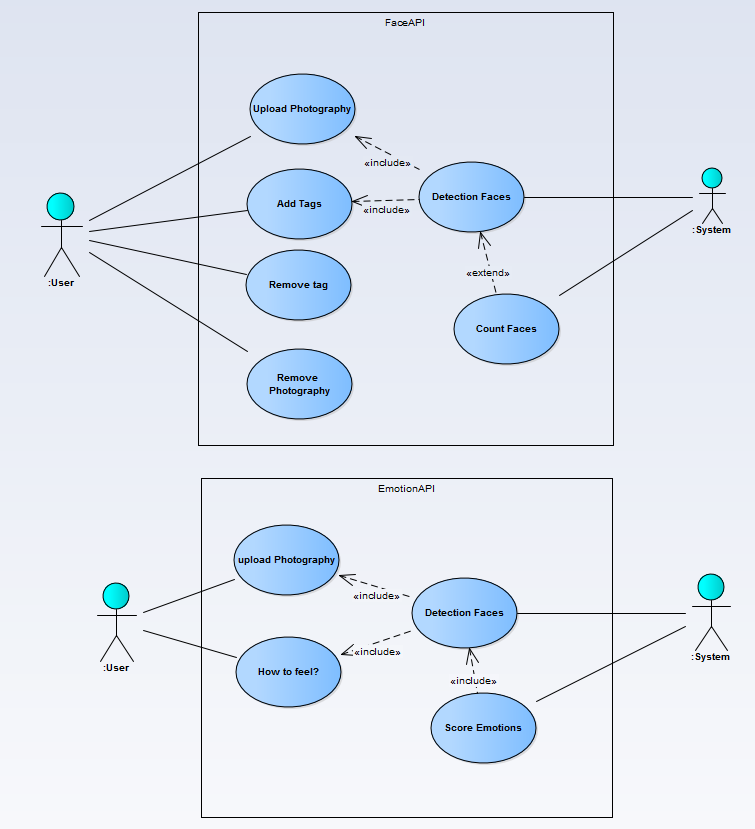 FaceAPI
Upload Photography
«include»
Add Tags
Detection Faces
«include»
:User
:System
«extend»
Remove tag
Count Faces
Remove
Photography
EmotionAPI
upload Photography
«include»
Detection Faces
«include»
:User
:System
How to feel?
«include»
Score Emotions